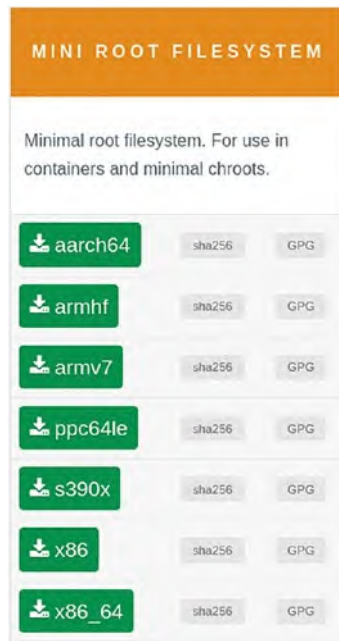 MINI ROOT FILESYSTEM
Minimal root filesystem. For use in
containers and minimal chroots.
aarch64 sha256 GPG
armhf sha256 GPG
armv7 sha256 GPG
ppc64le sha256 GPG
s390x sha256 GPG
x86 sha256 GPG
x86_64 sha256 GPG